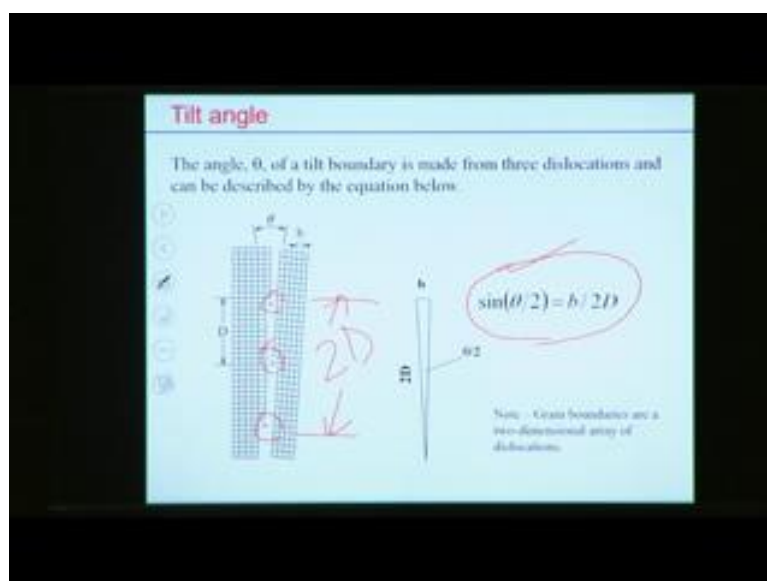 Tilt angle
The angle, θ, of a tilt boundary is made from three dislocations and
can be described by the equation below.
θ
b
D
2D
b
2D
θ/2
sin(θ/2) = b/2D
Note – Grain boundaries are a
two-dimensional array of
dislocations.